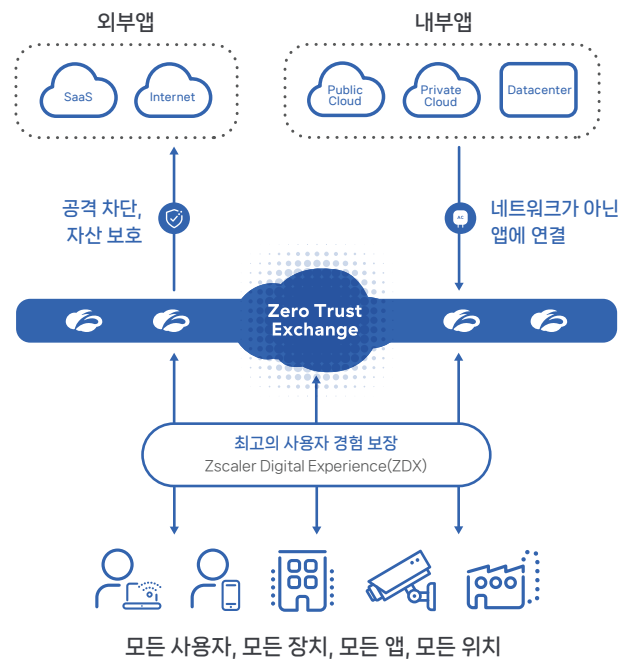 외부앱
내부앱
SaaS
Internet
Public
Cloud
Private
Cloud
Datacenter
공격 차단,
자산 보호
AC
네트워크가 아닌
앱에 연결
Zero Trust
Exchange
최고의 사용자 경험 보장
Zscaler Digital Experience(ZDX)
모든 사용자, 모든 장치, 모든 앱, 모든 위치